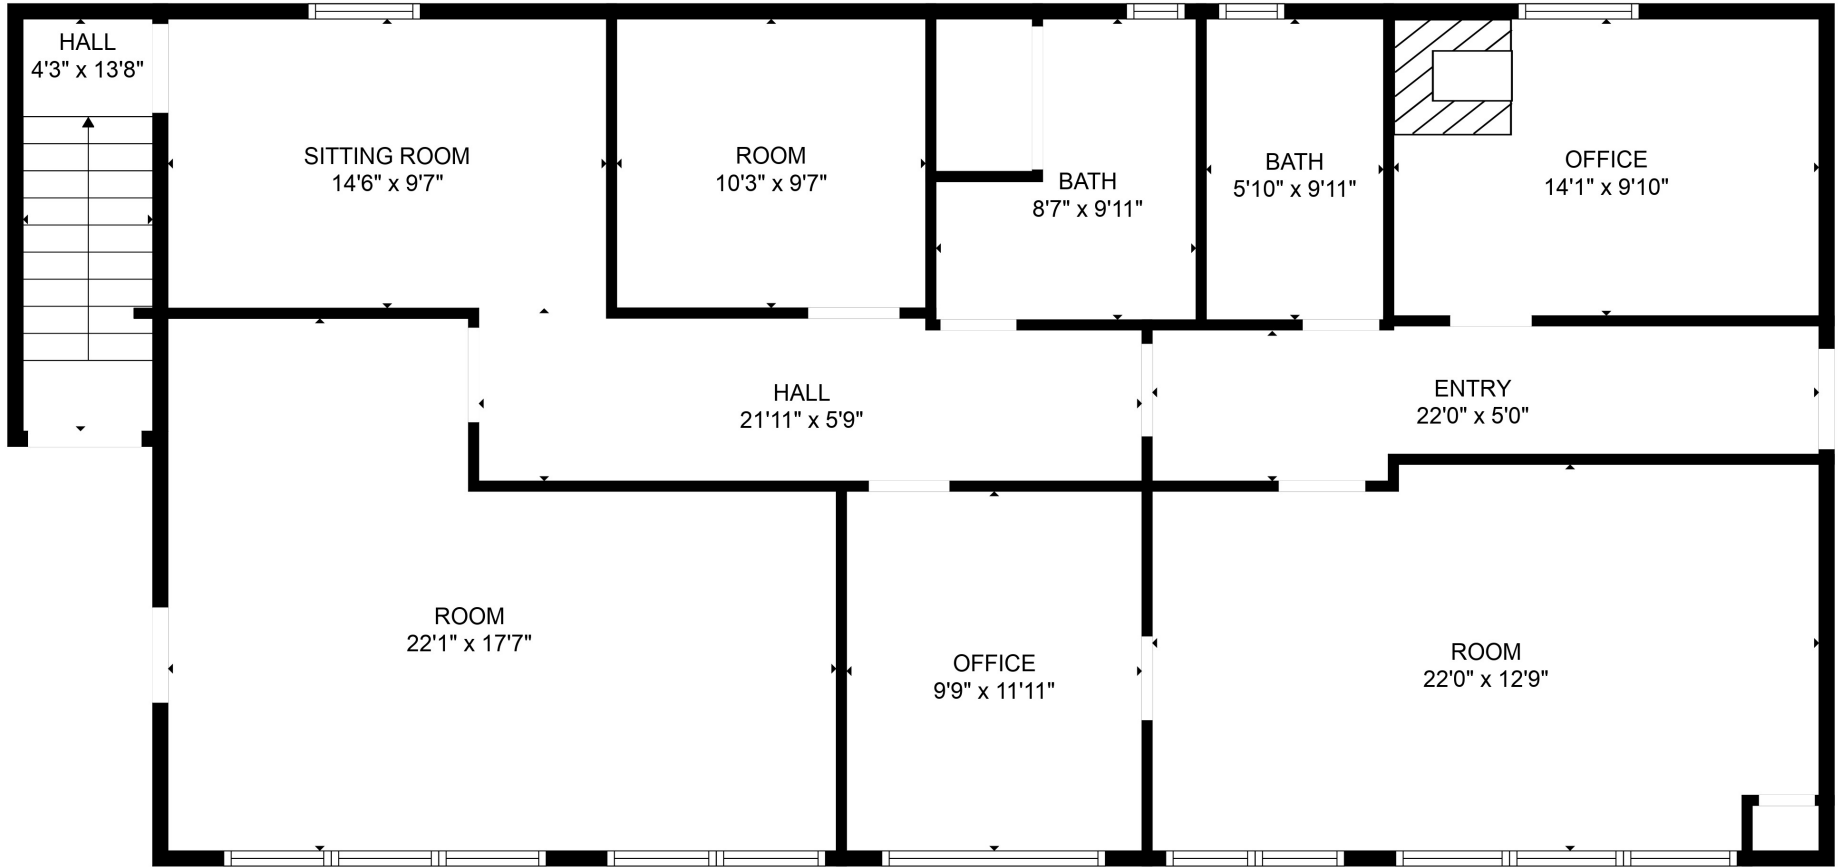 HALL
4'3" x 13'8"
SITTING ROOM
14'6" x 9'7"
ROOM
10'3" x 9'7"
BATH
8'7" x 9'11"
BATH
5'10" x 9'11"
OFFICE
14'1" x 9'10"
HALL
21'11" x 5'9"
ENTRY
22'0" x 5'0"
ROOM
22'1" x 17'7"
OFFICE
9'9" x 11'11"
ROOM
22'0" x 12'9"